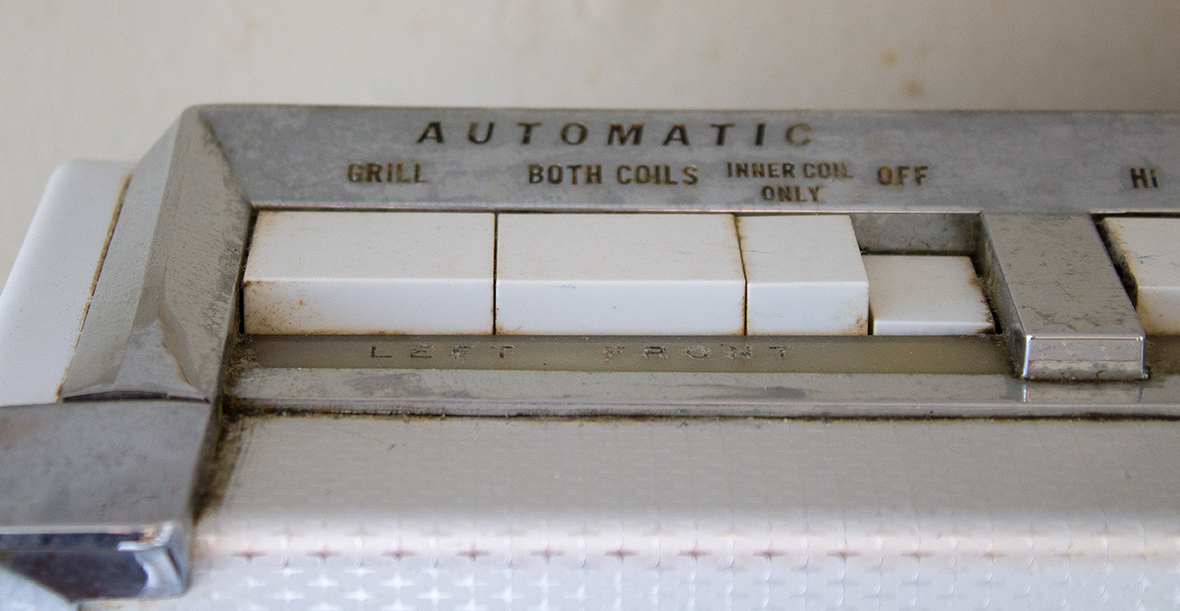 AUTOMATIC
GRILL BOTH COILS INNER COIL ONLY OFF HI
LEFT FRONT